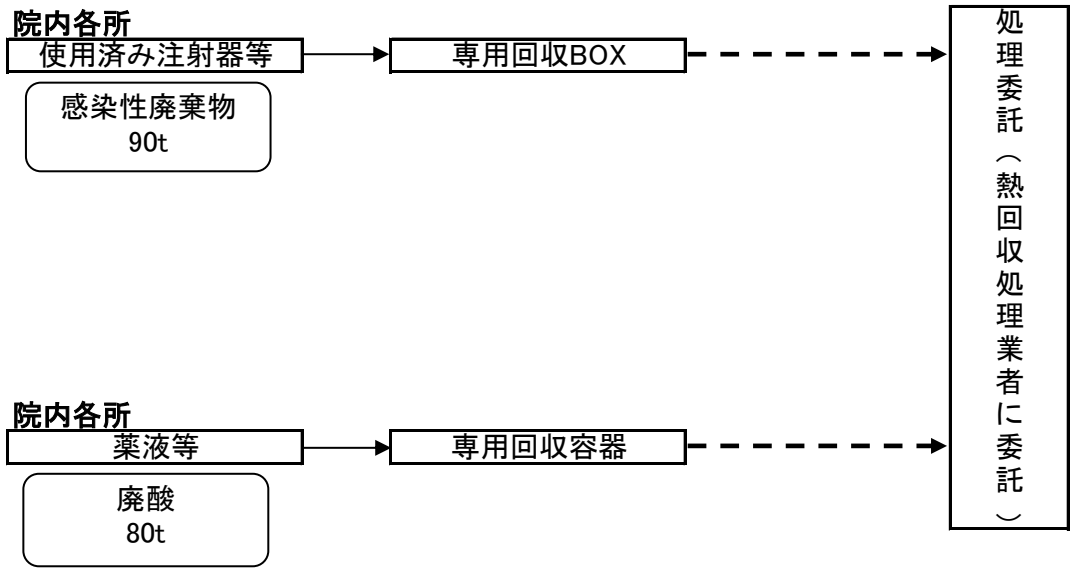 院内各所
使用済み注射器等
専用回収BOX
感染性廃棄物
90t
院内各所
薬液等
専用回収容器
廃酸
80t
処理委託（熱回収処理業者に委託）